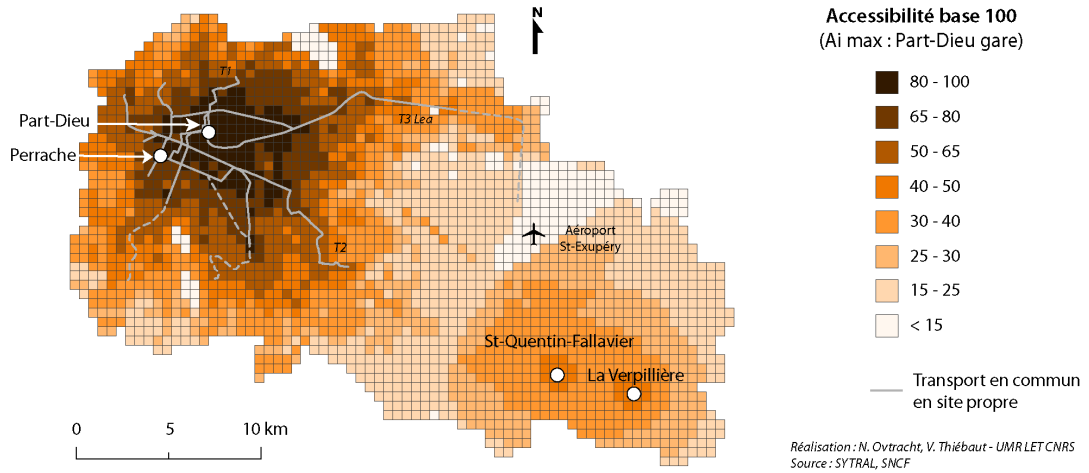 Accessibilité base 100
(Ai max : Part-Dieu gare)
80 - 100
65 - 80
50 - 65
40 - 50
30 - 40
25 - 30
15 - 25
< 15
Transport en commun
en site propre
N
T1
Part-Dieu
T3 Lea
Perrache
Aéroport
St-Exupéry
T2
St-Quentin-Fallavier
La Verpillière
0 5 10 km
Réalisation : N. Ovtracht, V. Thiébaut - UMR LET CNRS
Source : SYTRAL, SNCF